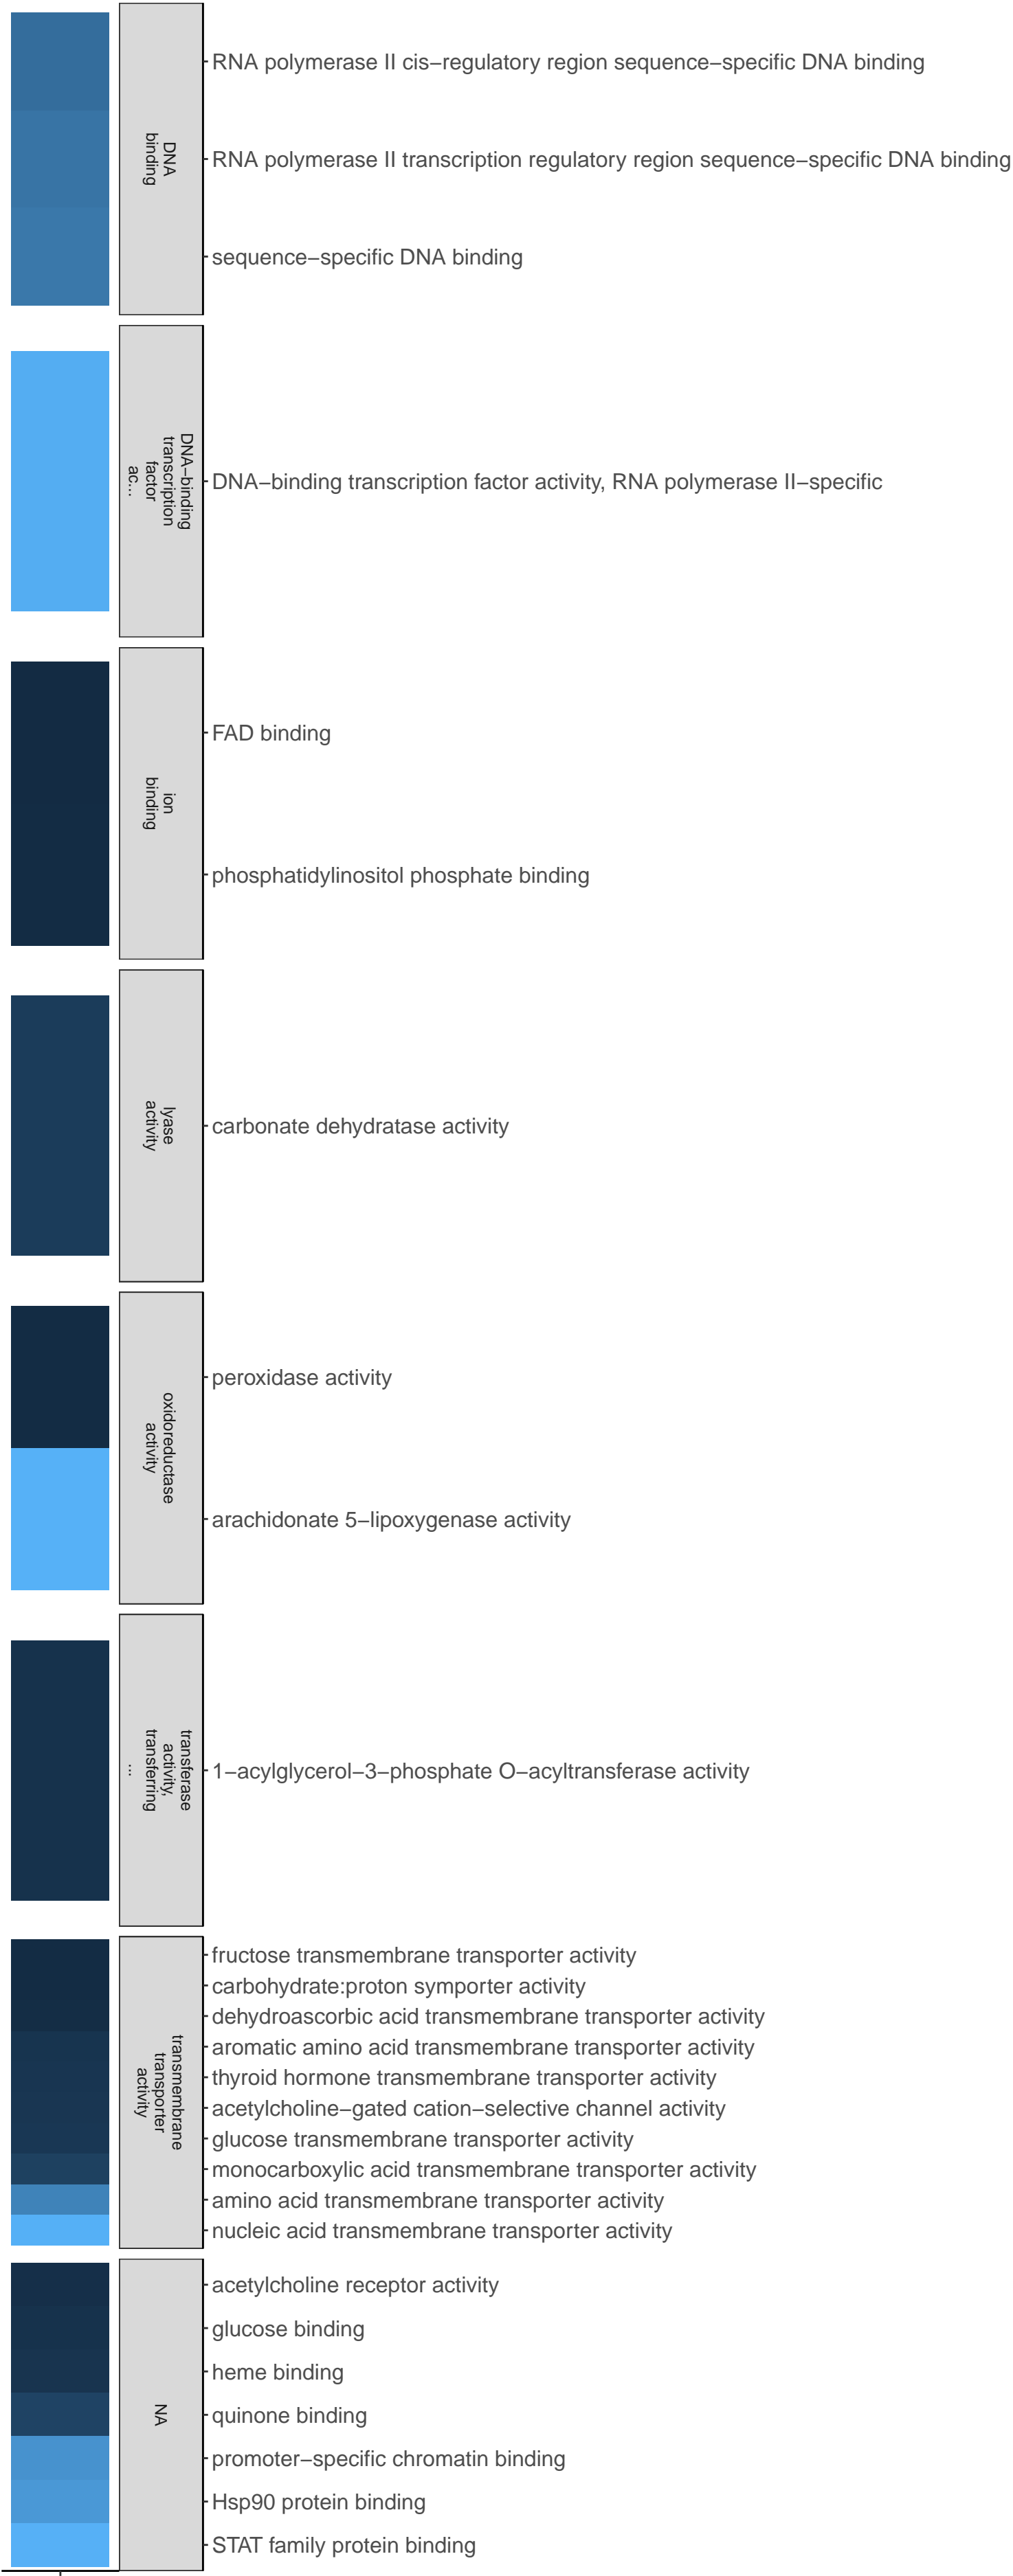 DNA
binding
RNA polymerase II cis−regulatory region sequence−specific DNA binding
RNA polymerase II transcription regulatory region sequence−specific DNA binding
sequence−specific DNA binding
DNA−binding
transcription
factor
ac...
DNA−binding transcription factor activity, RNA polymerase II−specific
ion
binding
FAD binding
phosphatidylinositol phosphate binding
lyase
activity
carbonate dehydratase activity
oxidoreductase
activity
peroxidase activity
arachidonate 5−lipoxygenase activity
transferase
activity,
transferring
...
1−acylglycerol−3−phosphate O−acyltransferase activity
transmembrane
transporter
activity
fructose transmembrane transporter activity
carbohydrate:proton symporter activity
dehydroascorbic acid transmembrane transporter activity
aromatic amino acid transmembrane transporter activity
thyroid hormone transmembrane transporter activity
acetylcholine−gated cation−selective channel activity
glucose transmembrane transporter activity
monocarboxylic acid transmembrane transporter activity
amino acid transmembrane transporter activity
nucleic acid transmembrane transporter activity
NA
acetylcholine receptor activity
glucose binding
heme binding
quinone binding
promoter−specific chromatin binding
Hsp90 protein binding
STAT family protein binding